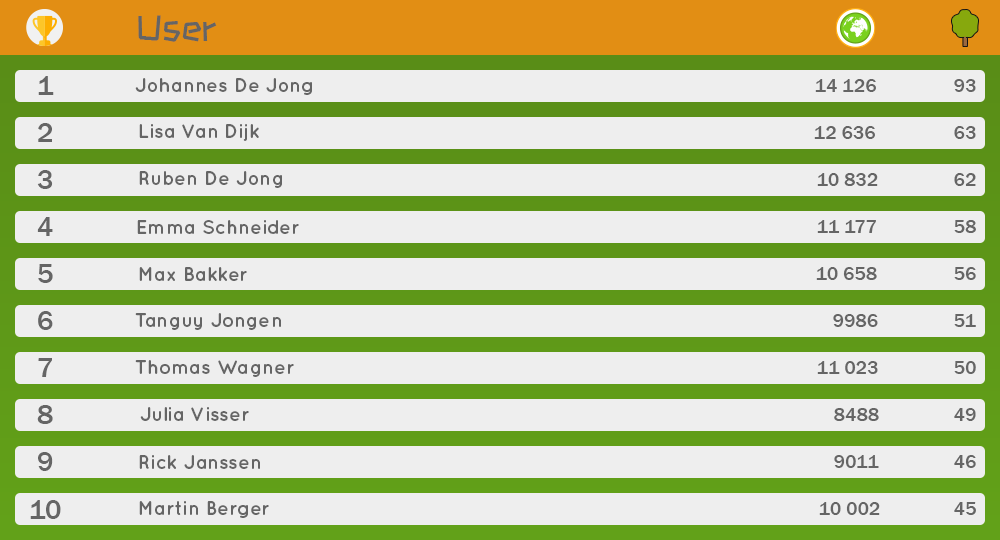 User
1 Johannes De Jong 14 126 93
2 Lisa Van Dijk 12 636 63
3 Ruben De Jong 10 832 62
4 Emma Schneider 11 177 58
5 Max Bakker 10 658 56
6 Tanguy Jongen 9986 51
7 Thomas Wagner 11 023 50
8 Julia Visser 8488 49
9 Rick Janssen 9011 46
10 Martin Berger 10 002 45